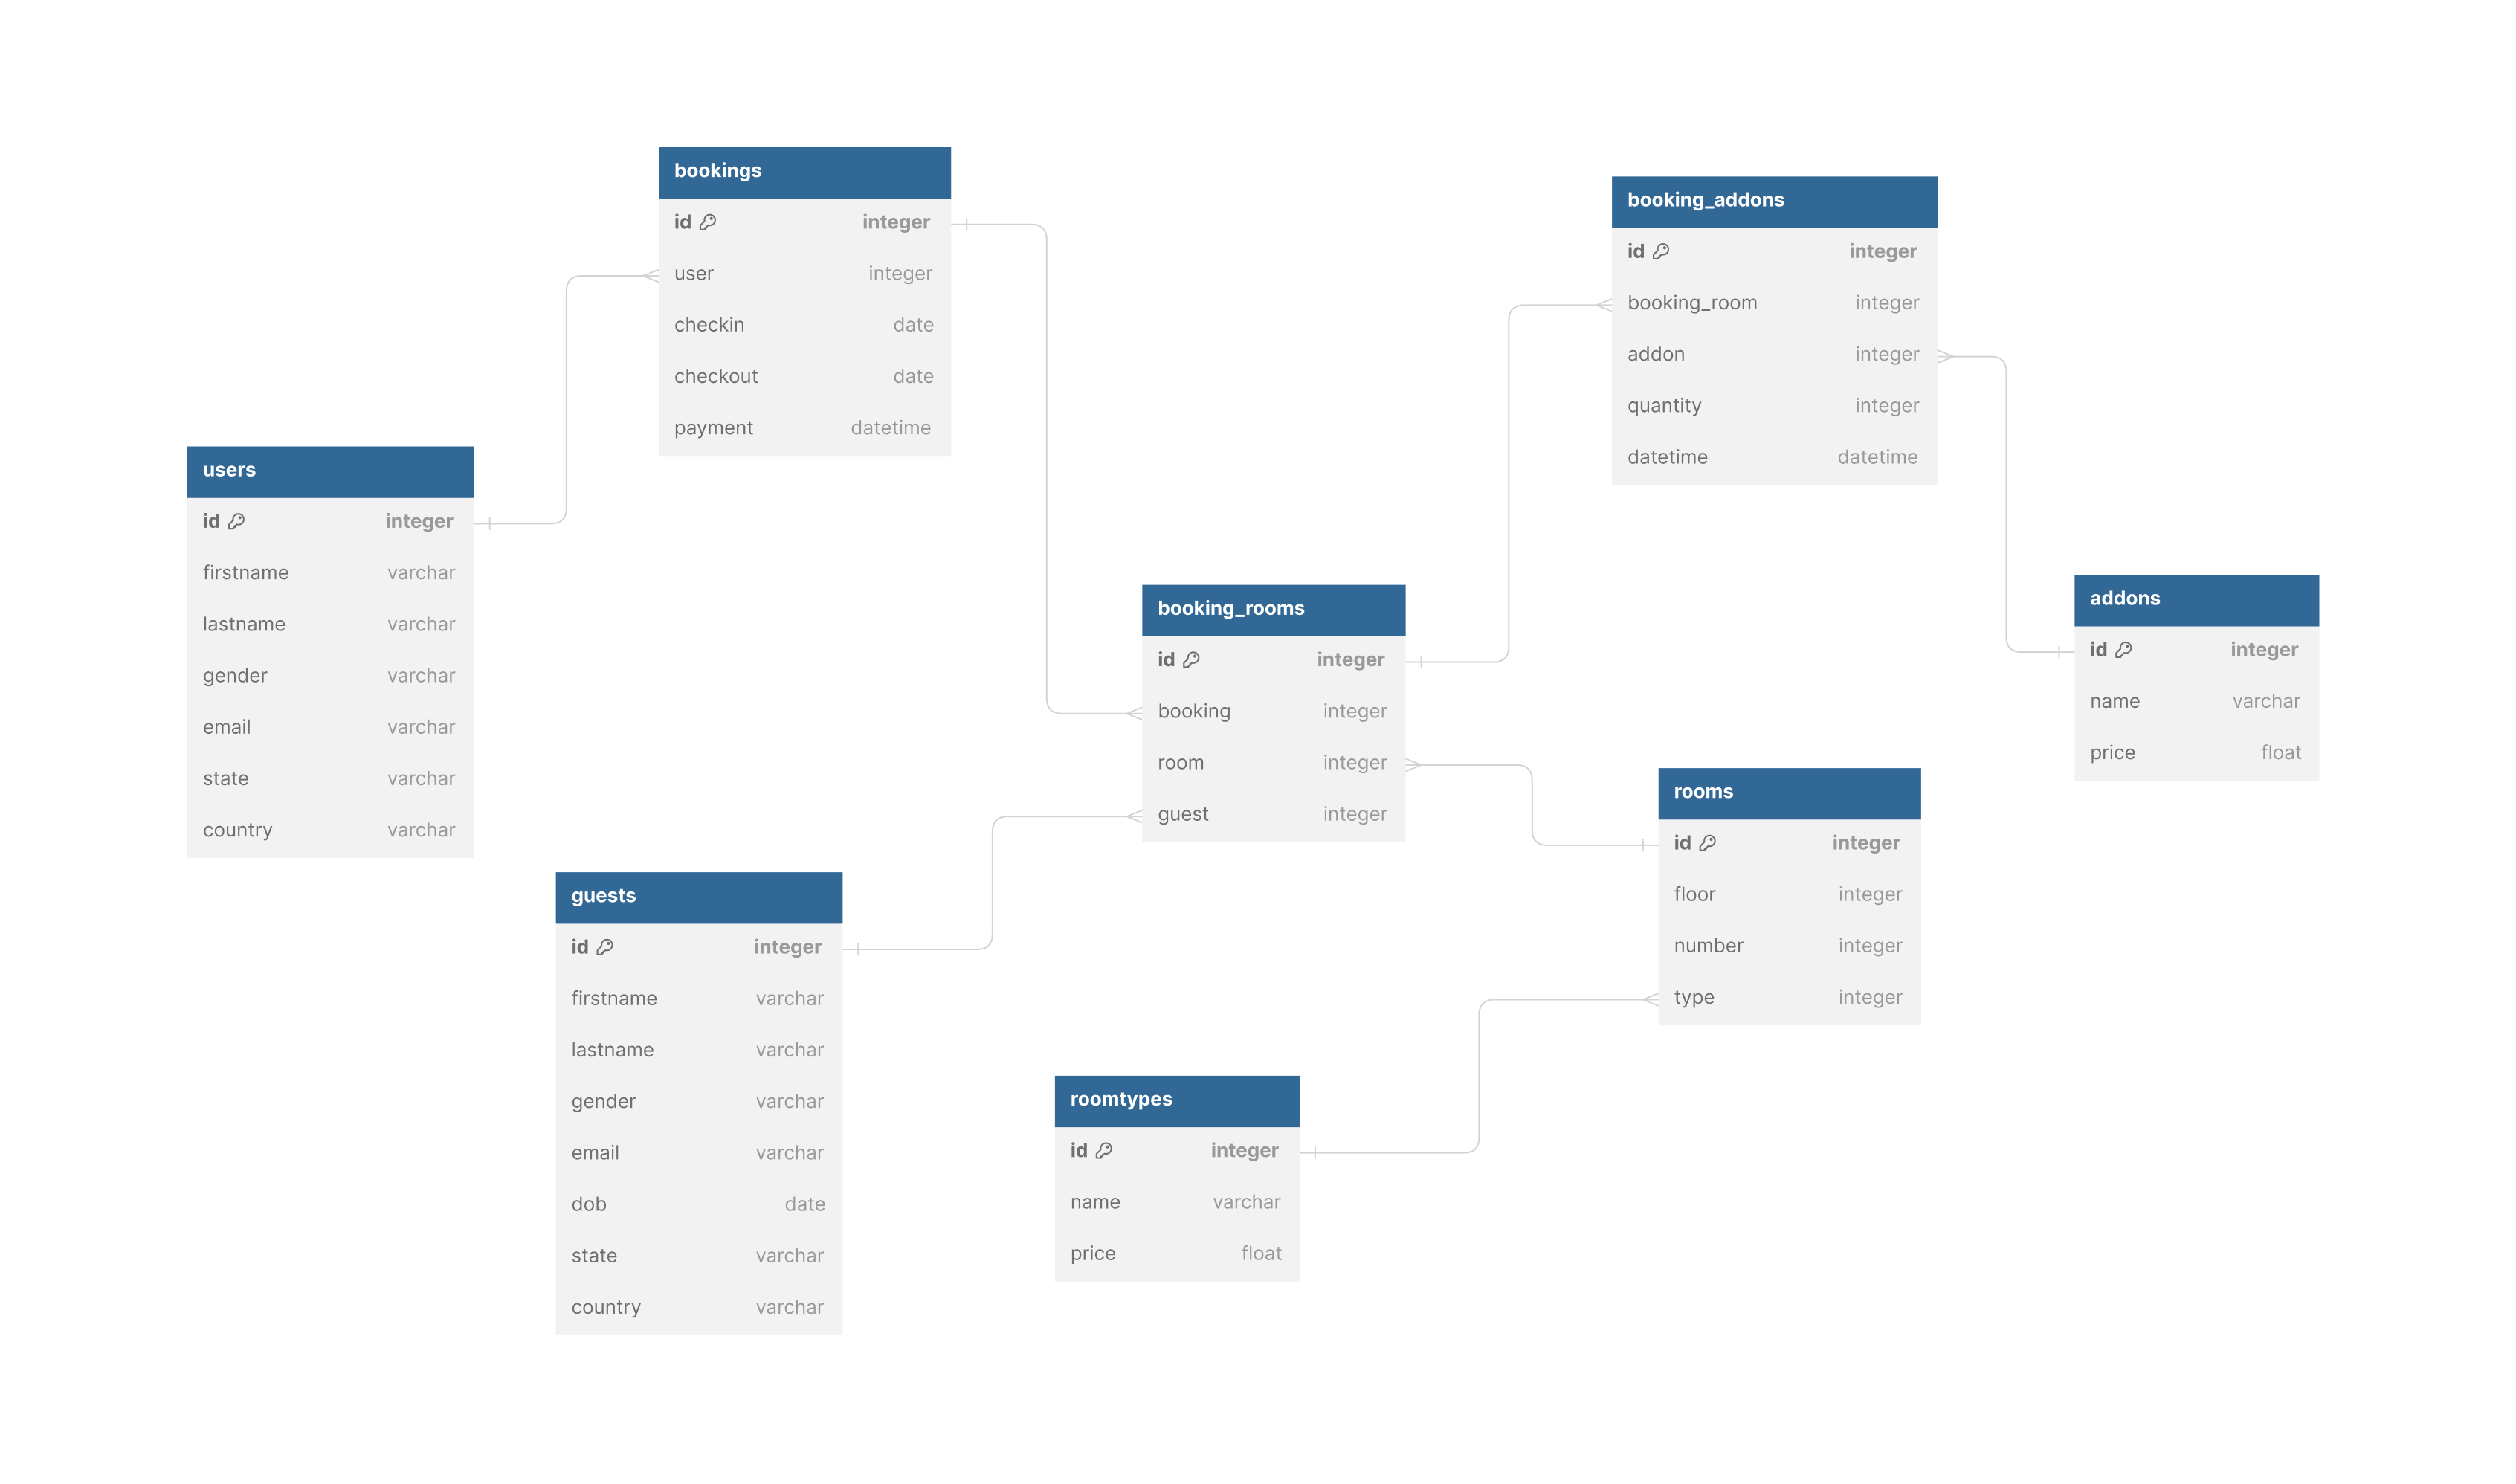 bookings
id integer
user integer
checkin date
checkout date
payment datetime
booking_addons
id integer
booking_room integer
addon integer
quantity integer
datetime datetime
users
id integer
firstname varchar
lastname varchar
gender varchar
email varchar
state varchar
country varchar
booking_rooms
id integer
booking integer
room integer
guest integer
addons
id integer
name varchar
price float
rooms
id integer
floor integer
number integer
type integer
guests
id integer
firstname varchar
lastname varchar
gender varchar
email varchar
dob date
state varchar
country varchar
roomtypes
id integer
name varchar
price float